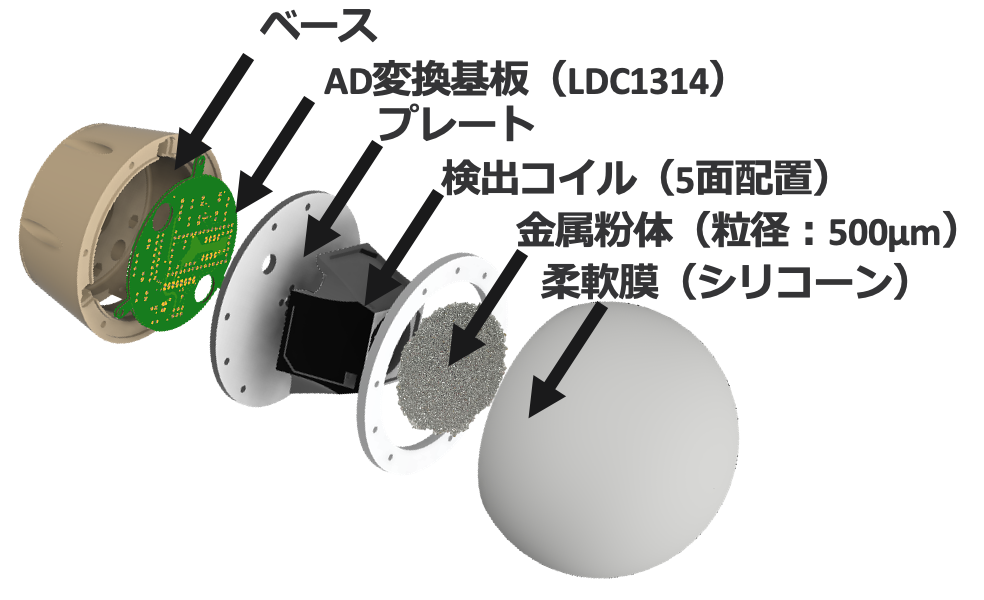 ベース
AD変換基板（LDC1314）
プレート
検出コイル（5面配置）
金属粉体（粒径：500μm）
柔軟膜（シリコーン）